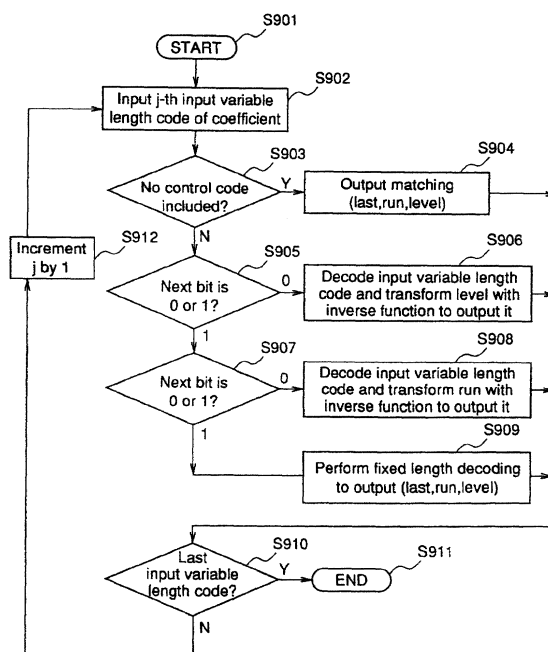 S901
START
S902
Input j-th input variable
length code of coefficient
S903
No control code
included?
Y
N
S904
Output matching
(last,run,level)
S912
Increment
j by 1
S905
Next bit is
0 or 1?
0
1
S906
Decode input variable length
code and transform level with
inverse function to output it
S907
Next bit is
0 or 1?
0
1
S908
Decode input variable length
code and transform run with
inverse function to output it
S909
Perform fixed length decoding
to output (last,run,level)
S910
Last
input variable
length code?
Y
N
S911
END